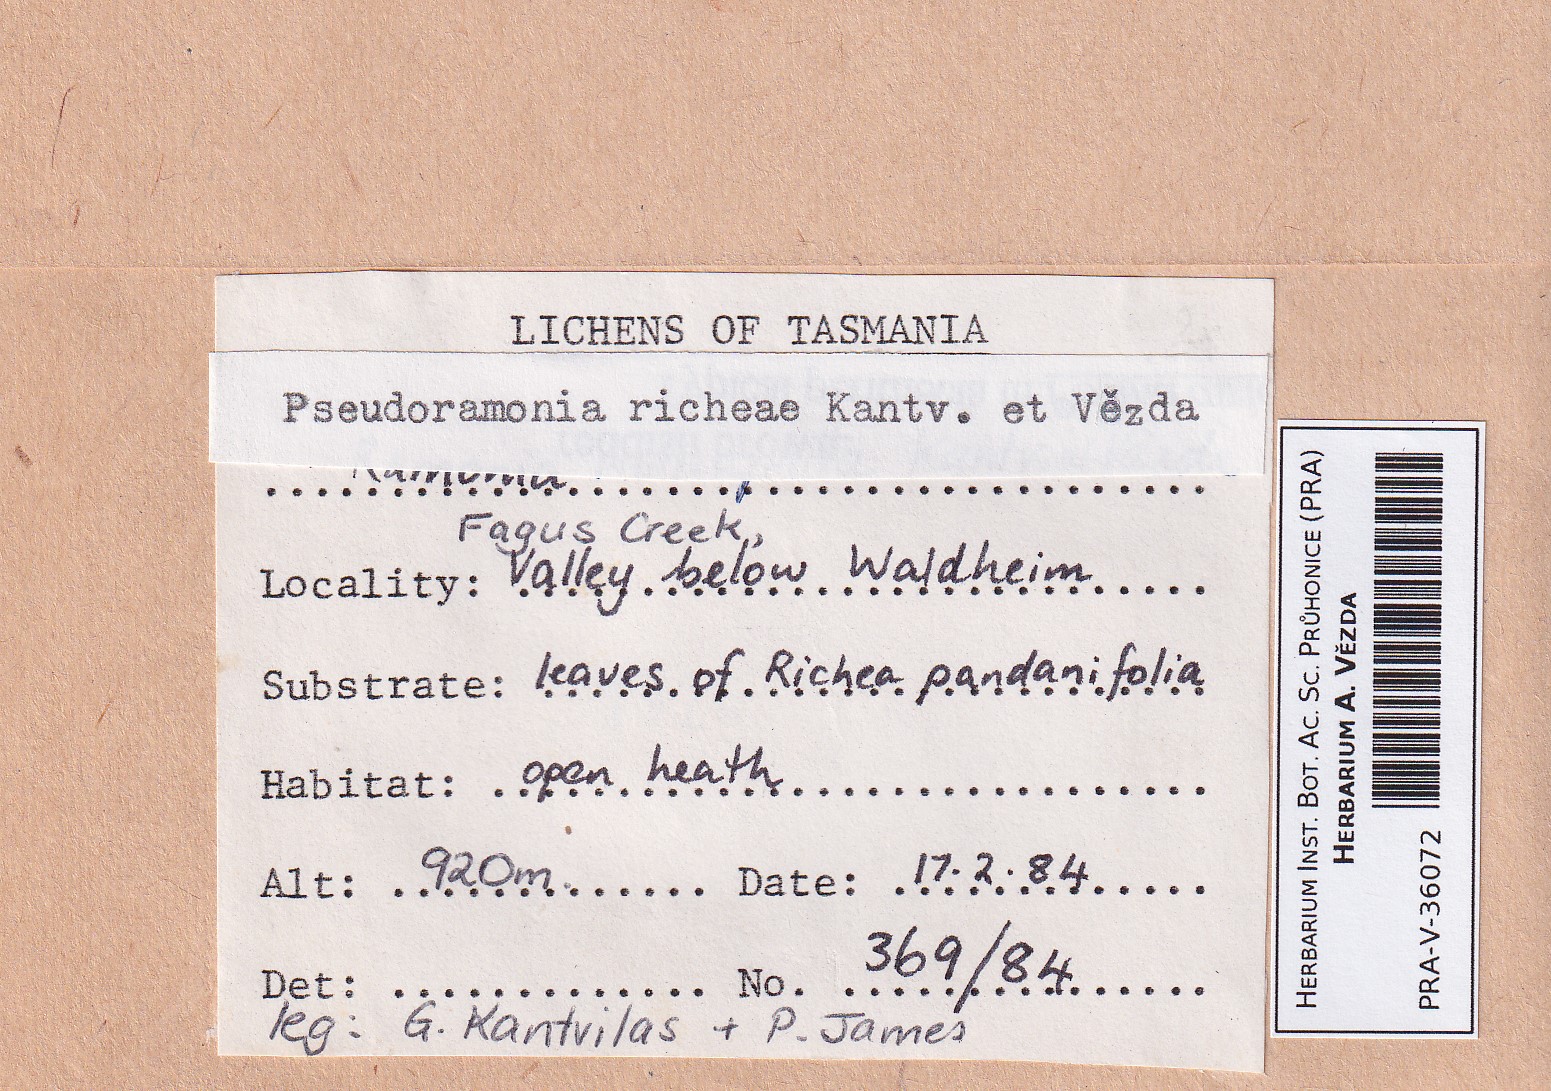 LICHENS OF TASMANIA
Pseudoramonia richeae Kantv. et Vězda
Ramonia
Fagus Creek,
Locality: Valley below Waldheim
Substrate: leaves of Richea pandanifolia
Habitat: open heath
Alt: 920m. Date: 17.2.84
Det: No. 369/84
leg: G. Kantvilas + P. James
HERBARIUM INST. BOT. AC. SC. PRŮHONICE (PRA)
HERBARIUM A. VĚZDA
PRA-V-36072